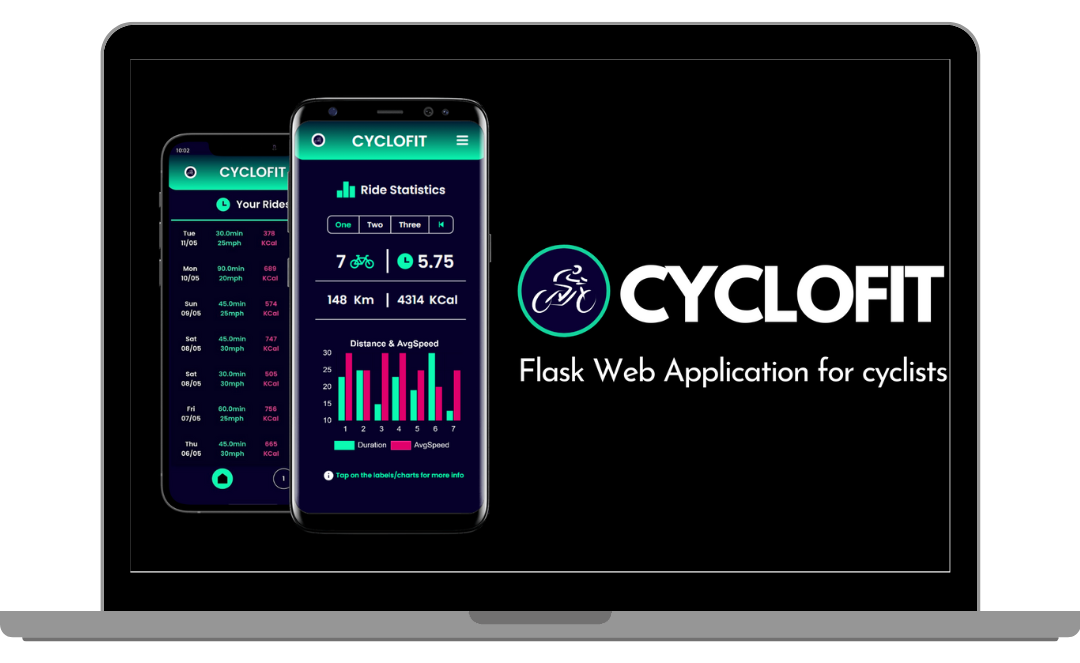 16:02
CYCLOFIT
Your Rides
Tue 30.0min 378
11/05 25mph KCal
Mon 90.0min 689
10/05 20mph KCal
Sun 45.0min 574
09/05 25mph KCal
Sat 45.0min 747
08/05 30mph KCal
Sat 30.0min 505
08/05 30mph KCal
Fri 60.0min 756
07/05 25mph KCal
Thu 45.0min 665
06/05 30mph KCal
1
CYCLOFIT
Ride Statistics
One Two Three
7 5.75
148 Km | 4314 KCal
Distance & AvgSpeed
30
25
20
15
10
1 2 3 4 5 6 7
Duration AvgSpeed
Tap on the labels/charts for more info
CYCLOFIT
Flask Web Application for cyclists